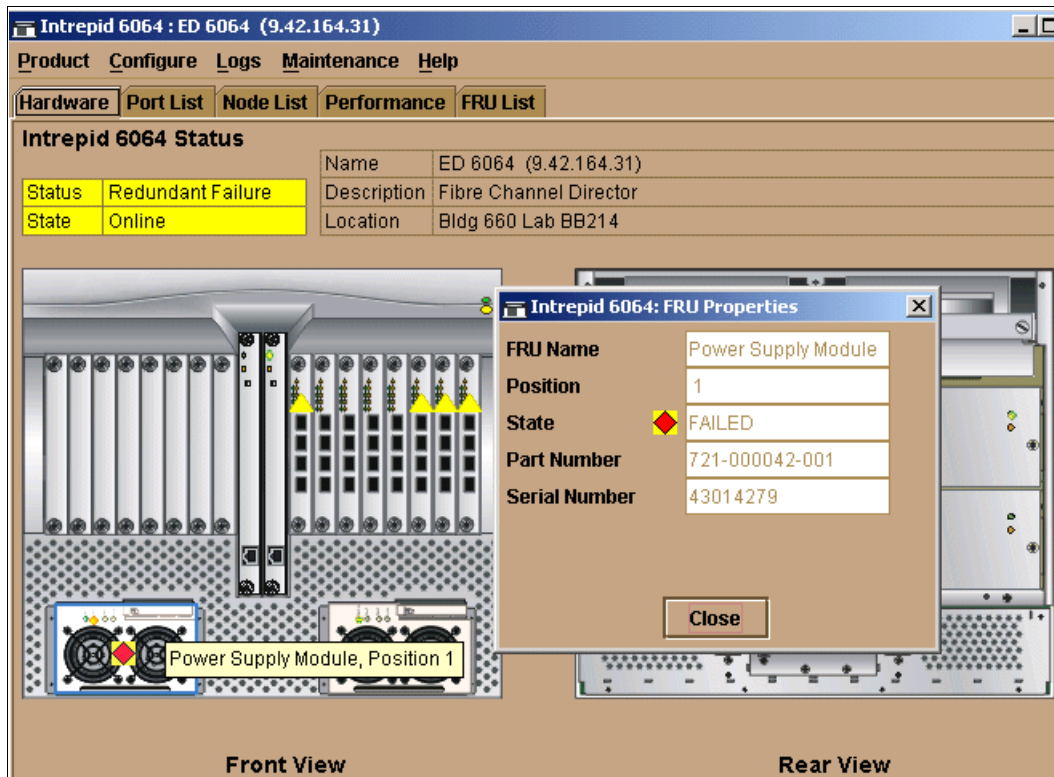 Intrepid 6064 : ED 6064 (9.42.164.31)
Product Configure Logs Maintenance Help
Hardware Port List Node List Performance FRU List
Intrepid 6064 Status
Name ED 6064 (9.42.164.31)
Status Redundant Failure Description Fibre Channel Director
State Online Location Bldg 660 Lab BB214
Intrepid 6064: FRU Properties
FRU Name Power Supply Module
Position 1
State FAILED
Part Number 721-000042-001
Serial Number 43014279
Close
Power Supply Module, Position 1
Front View Rear View